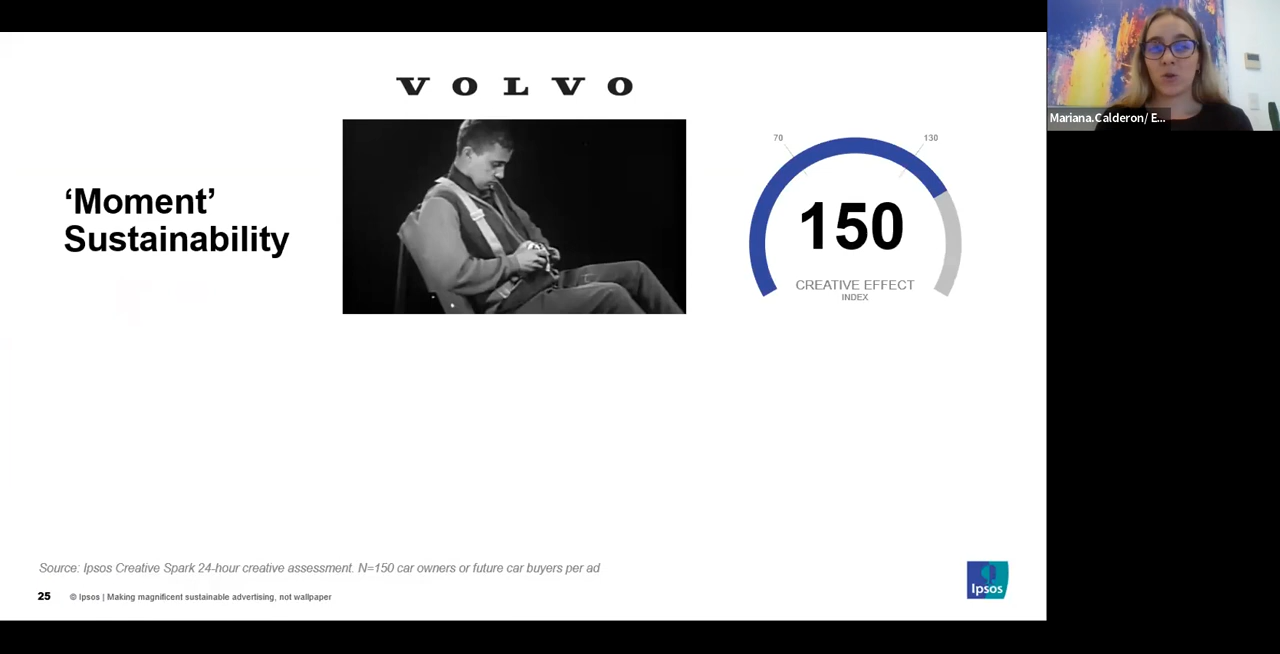 VOLVO
‘Moment’
Sustainability
70
130
150
CREATIVE EFFECT
INDEX
Source: Ipsos Creative Spark 24-hour creative assessment. N=150 car owners or future car buyers per ad
25 © Ipsos | Making magnificent sustainable advertising, not wallpaper
Ipsos
Mariana.Calderon/ E...